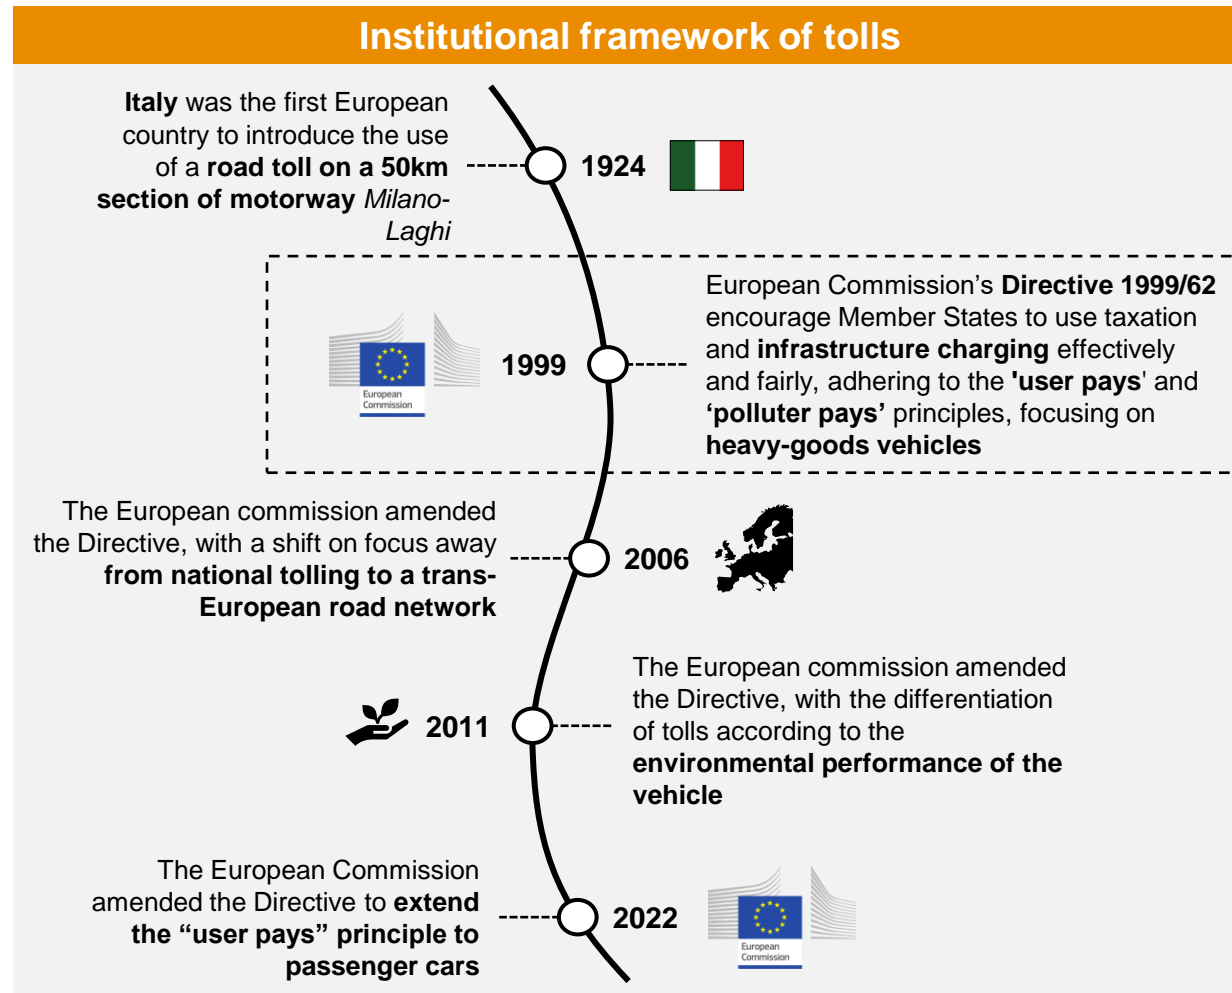 Institutional framework of tolls
Italy was the first European
country to introduce the use
of a road toll on a 50km
section of motorway Milano-
Laghi
1924
European Commission’s Directive 1999/62
encourage Member States to use taxation
and infrastructure charging effectively
and fairly, adhering to the 'user pays' and
‘polluter pays’ principles, focusing on
heavy-goods vehicles
1999
European
Commission
The European commission amended
the Directive, with a shift on focus away
from national tolling to a trans-
European road network
2006
The European commission amended
the Directive, with the differentiation
of tolls according to the
environmental performance of the
vehicle
2011
The European Commission
amended the Directive to extend
the “user pays” principle to
passenger cars
2022
European
Commission